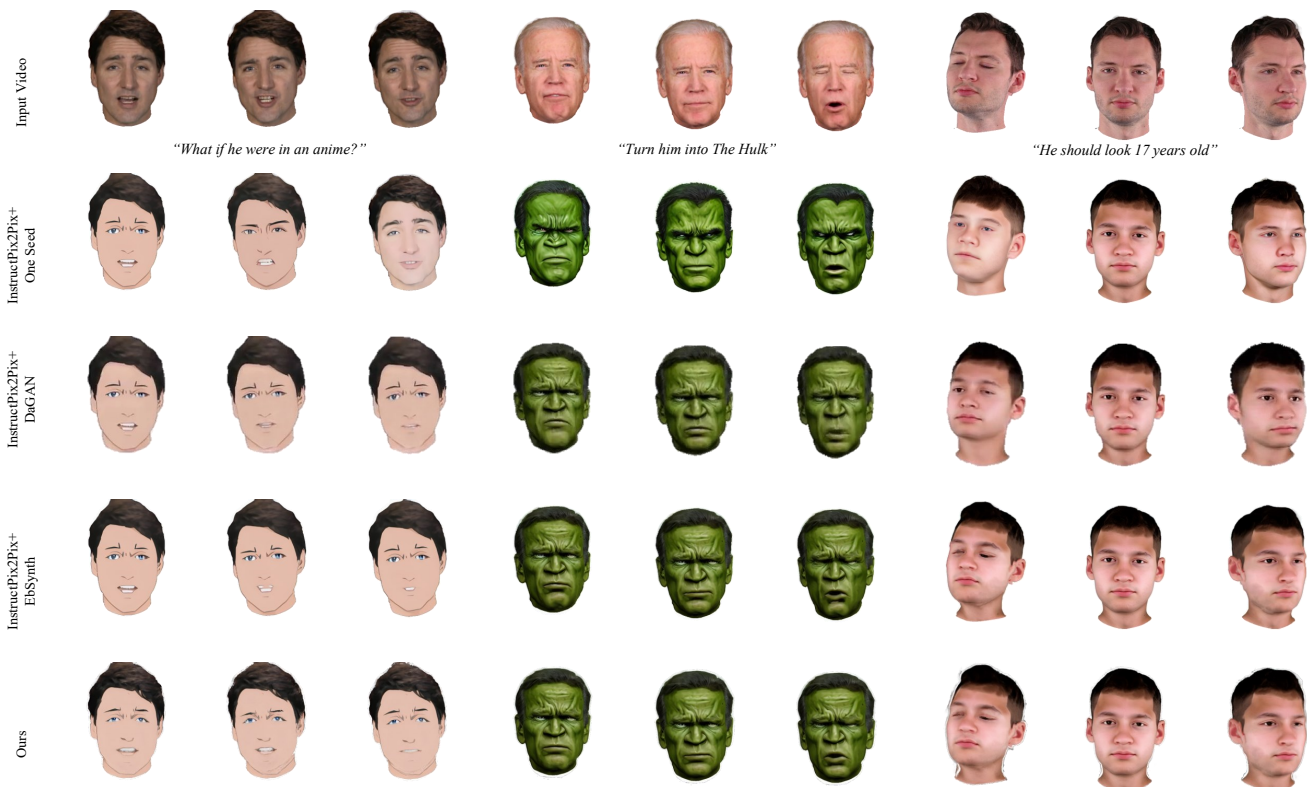 Input Video
“What if he were in an anime?”
“Turn him into The Hulk”
“He should look 17 years old”
InstructPix2Pix+
One Seed
InstructPix2Pix+
DaGAN
InstructPix2Pix+
EbSynth
Ours